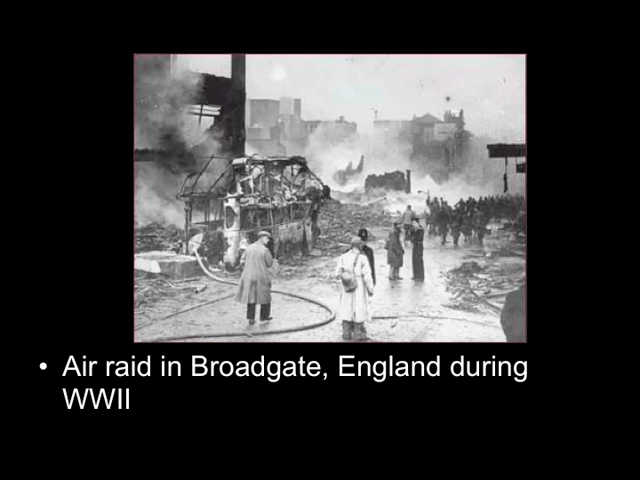 • Air raid in Broadgate, England during
WWII